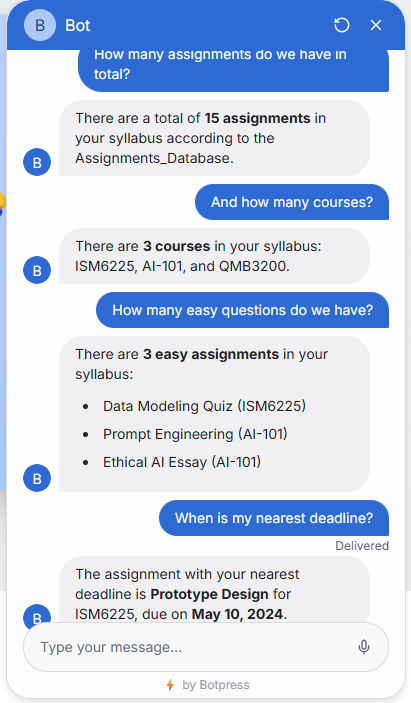 B Bot
How many assignments do we have in
total?
There are a total of 15 assignments in
your syllabus according to the
Assignments_Database.
B
And how many courses?
There are 3 courses in your syllabus:
ISM6225, AI-101, and QMB3200.
B
How many easy questions do we have?
There are 3 easy assignments in your
syllabus:
• Data Modeling Quiz (ISM6225)
• Prompt Engineering (AI-101)
• Ethical AI Essay (AI-101)
B
When is my nearest deadline?
Delivered
The assignment with your nearest
deadline is Prototype Design for
ISM6225, due on May 10, 2024.
B
Type your message...
by Botpress